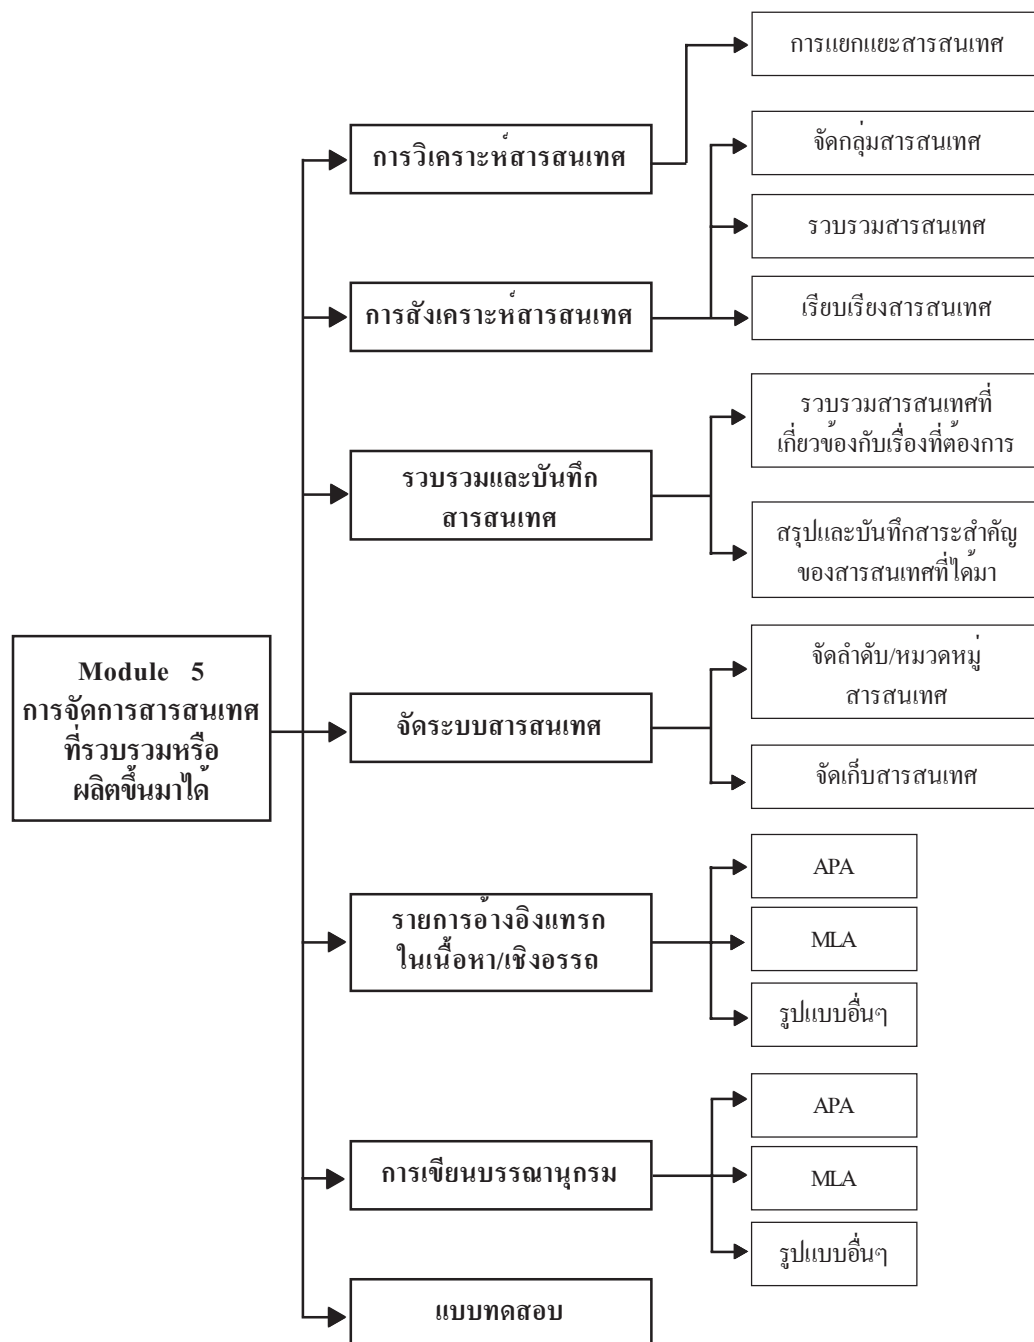 Module 5
การจัดการสารสนเทศ
ที่รวบรวมหรือ
ผลิตขึ้นมาได้
การวิเคราะห์สารสนเทศ
การแยกแยะสารสนเทศ
การสังเคราะห์สารสนเทศ
จัดกลุ่มสารสนเทศ
รวบรวมสารสนเทศ
เรียบเรียงสารสนเทศ
รวบรวมและบันทึก
สารสนเทศ
รวบรวมสารสนเทศที่
เกี่ยวข้องกับเรื่องที่ต้องการ
สรุปและบันทึกสาระสำคัญ
ของสารสนเทศที่ได้มา
จัดระบบสารสนเทศ
จัดลำดับ/หมวดหมู่
สารสนเทศ
จัดเก็บสารสนเทศ
รายการอ้างอิงแทรก
ในเนื้อหา/เชิงอรรถ
APA
MLA
รูปแบบอื่นๆ
การเขียนบรรณานุกรม
APA
MLA
รูปแบบอื่นๆ
แบบทดสอบ